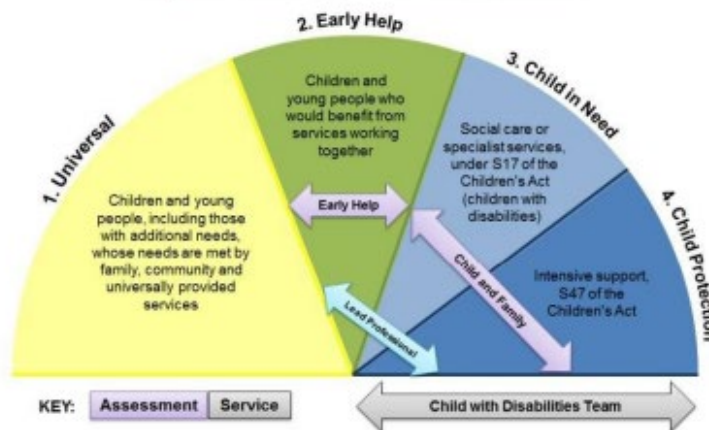 2. Early Help
3. Child in Need
1. Universal
4. Child Protection
Children and
young people who
would benefit from
services working
together
Social care or
specialist services,
under S17 of the
Children's Act
(children with
disabilities)
Children and young
people, including those
with additional needs,
whose needs are met by
family, community and
universally provided
services
Early Help
Intensive support,
S47 of the
Children's Act
Child and Family
Lead Professional
KEY: Assessment Service
Child with Disabilities Team